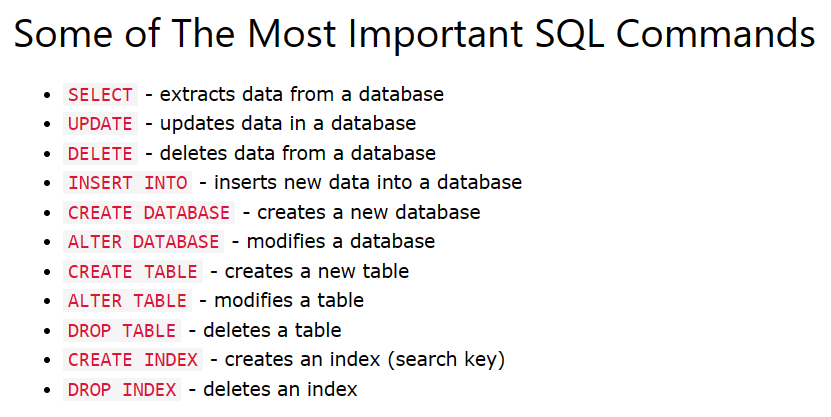 Some of The Most Important SQL Commands
• SELECT - extracts data from a database
• UPDATE - updates data in a database
• DELETE - deletes data from a database
• INSERT INTO - inserts new data into a database
• CREATE DATABASE - creates a new database
• ALTER DATABASE - modifies a database
• CREATE TABLE - creates a new table
• ALTER TABLE - modifies a table
• DROP TABLE - deletes a table
• CREATE INDEX - creates an index (search key)
• DROP INDEX - deletes an index